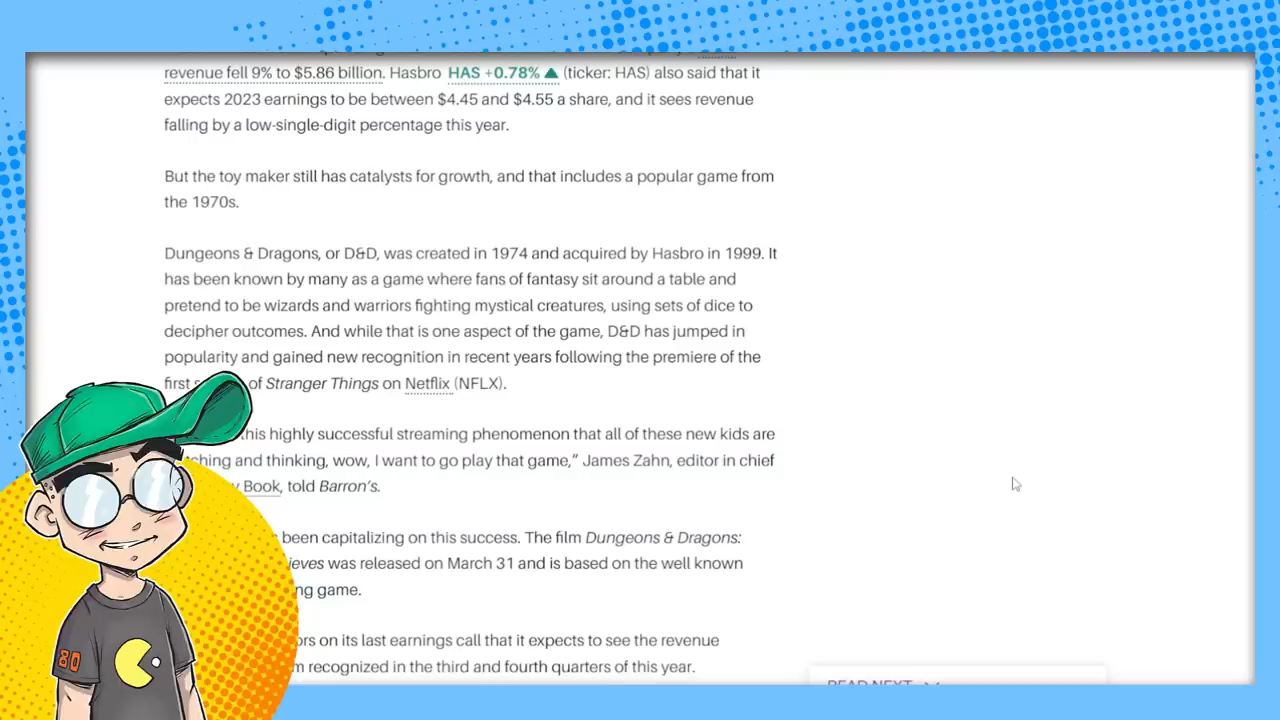 revenue fell 9% to $5.86 billion. Hasbro HAS +0.78% ▲ (ticker: HAS) also said that it
expects 2023 earnings to be between $4.45 and $4.55 a share, and it sees revenue
falling by a low-single-digit percentage this year.
But the toy maker still has catalysts for growth, and that includes a popular game from
the 1970s.
Dungeons & Dragons, or D&D, was created in 1974 and acquired by Hasbro in 1999. It
has been known by many as a game where fans of fantasy sit around a table and
pretend to be wizards and warriors fighting mystical creatures, using sets of dice to
decipher outcomes. And while that is one aspect of the game, D&D has jumped in
popularity and gained new recognition in recent years following the premiere of the
first of Stranger Things on Netflix (NFLX).
this highly successful streaming phenomenon that all of these new kids are
and thinking, wow, I want to go play that game,” James Zahn, editor in chief
Book, told Barron’s.
been capitalizing on this success. The film Dungeons & Dragons:
was released on March 31 and is based on the well known
game.
on its last earnings call that it expects to see the revenue
recognized in the third and fourth quarters of this year.
READ NEXT
80